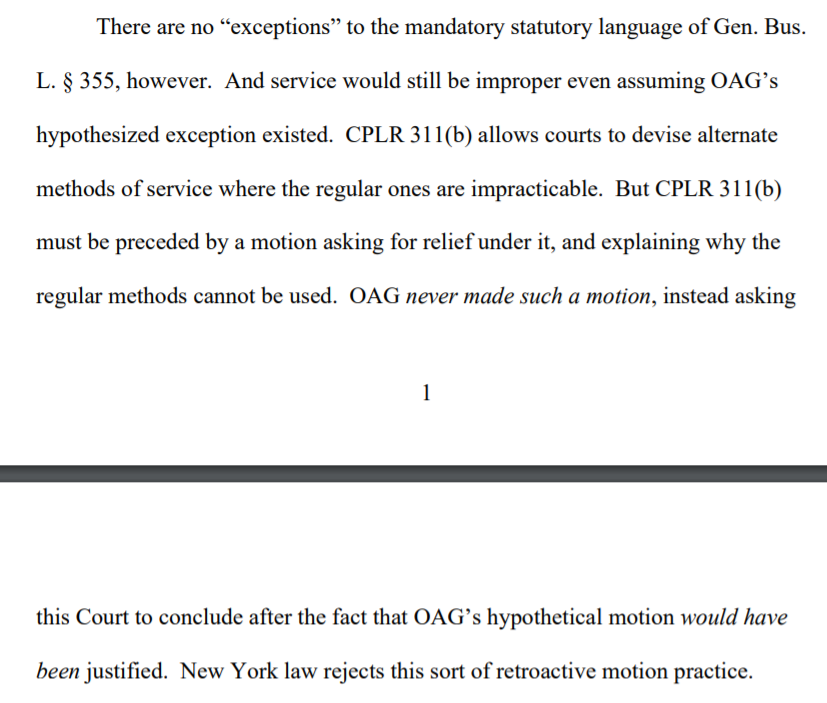 There are no “exceptions” to the mandatory statutory language of Gen. Bus.
L. § 355, however.  And service would still be improper even assuming OAG’s
hypothesized exception existed.  CPLR 311(b) allows courts to devise alternate
methods of service where the regular ones are impracticable.  But CPLR 311(b)
must be preceded by a motion asking for relief under it, and explaining why the
regular methods cannot be used.  OAG never made such a motion, instead asking
1
this Court to conclude after the fact that OAG’s hypothetical motion would have
been justified.  New York law rejects this sort of retroactive motion practice.